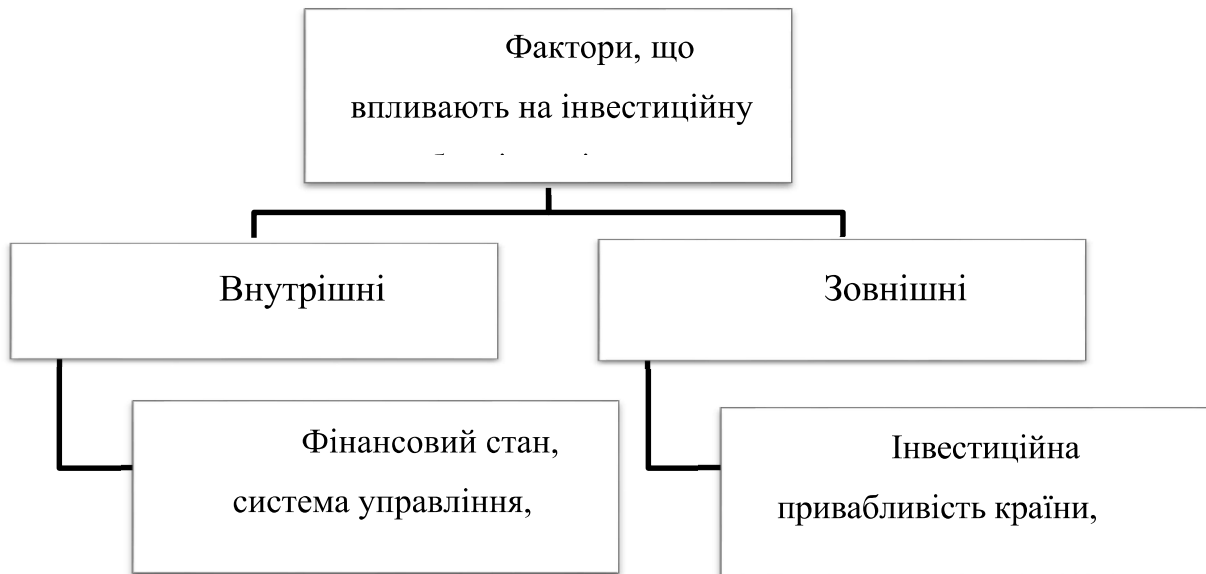 Фактори, що
впливають на інвестиційну
Внутрішні
Зовнішні
Фінансовий стан,
система управління,
Інвестиційна
привабливість країни,